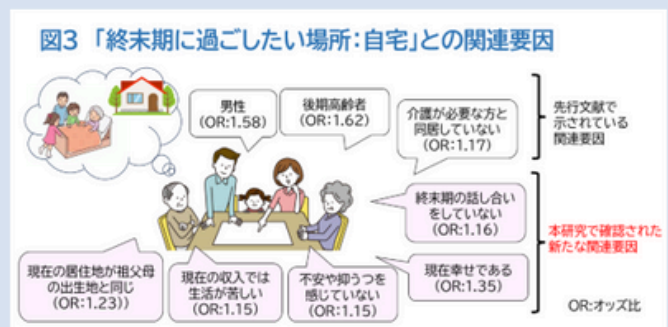 図3 「終末期に過ごしたい場所:自宅」との関連要因
男性
(OR:1.58)
後期高齢者
(OR:1.62)
介護が必要な方と
同居していない
(OR:1.17)
先行文献で
示されている
関連要因
終末期の話し合い
をしていない
(OR:1.16)
本研究で確認された
新たな関連要因
現在の居住地が祖父母
の出生地と同じ
(OR:1.23))
現在の収入では
生活が苦しい
(OR:1.15)
不安や抑うつを
感じていない
(OR:1.15)
現在幸せである
(OR:1.35)
OR:オッズ比